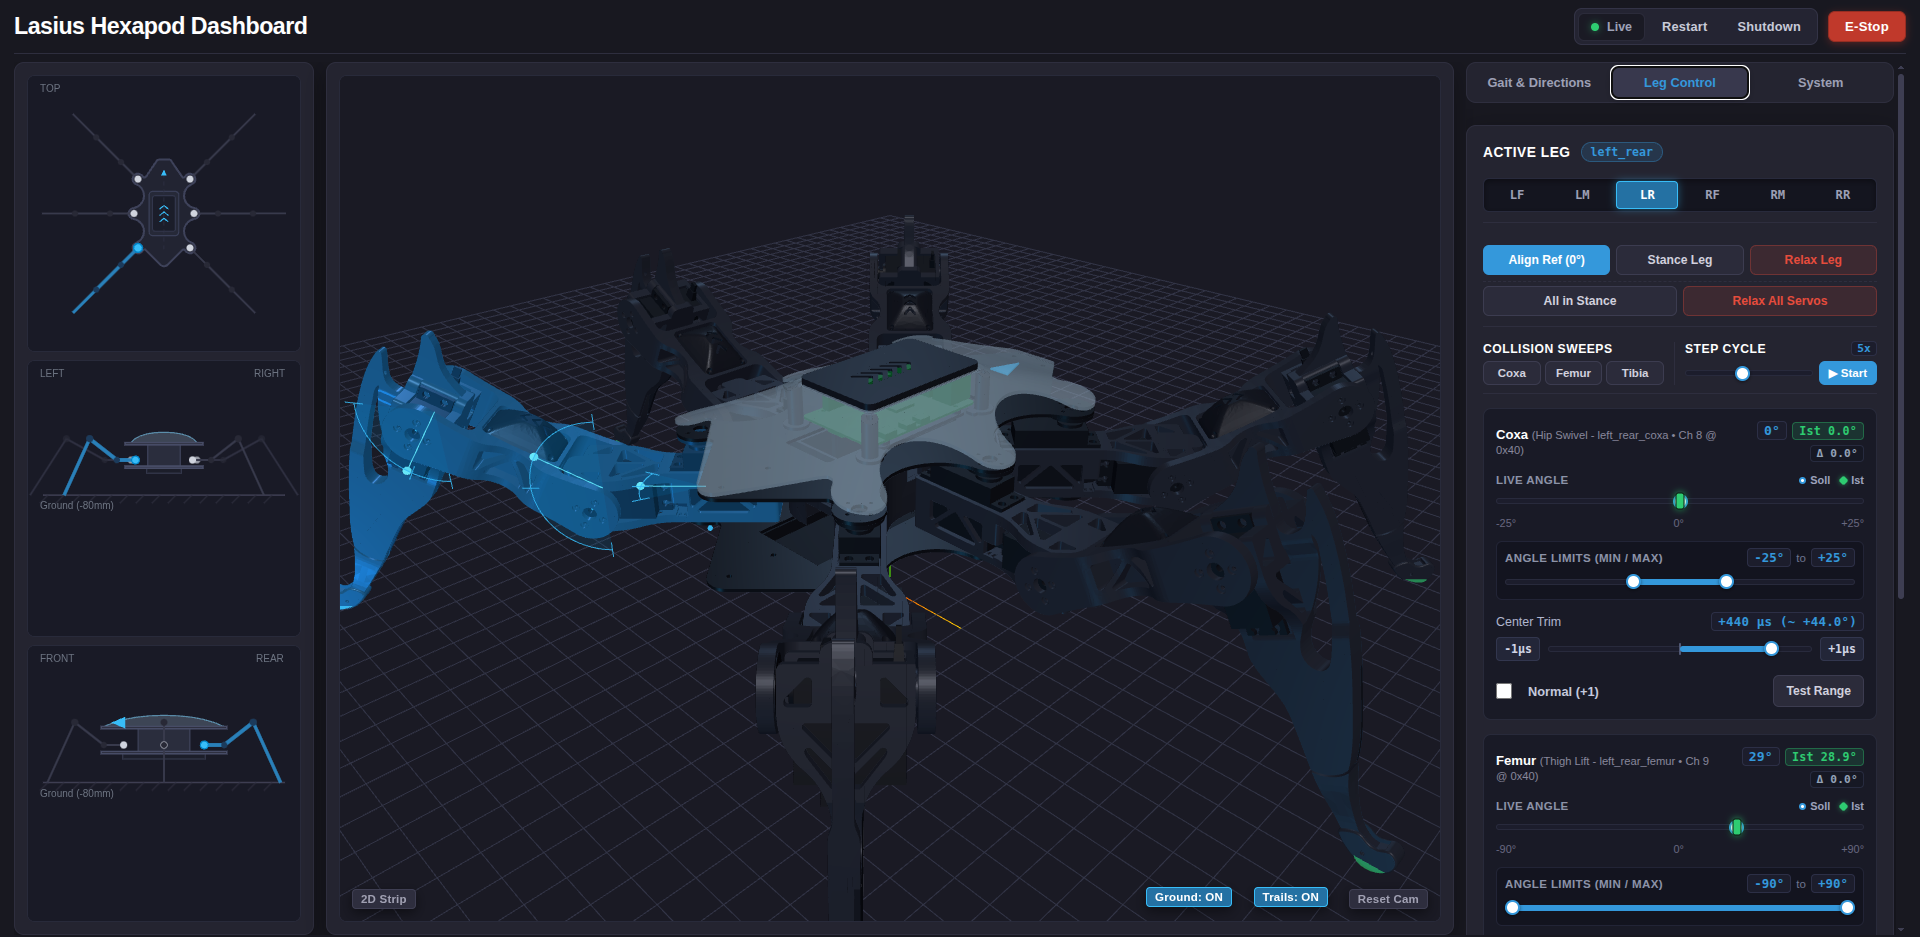 Lasius Hexapod Dashboard
Live
Restart
Shutdown
E-Stop
TOP
LEFT
RIGHT
Ground (-80mm)
FRONT
REAR
Ground (-80mm)
2D Strip
Ground: ON
Trails: ON
Reset Cam
Gait & Directions
Leg Control
System
ACTIVE LEG
left_rear
LF
LM
LR
RF
RM
RR
Align Ref (0°)
Stance Leg
Relax Leg
All in Stance
Relax All Servos
COLLISION SWEEPS
STEP CYCLE
5x
Coxa
Femur
Tibia
▶ Start
Coxa (Hip Swivel - left_rear_coxa • Ch 8 @
0x40)
0°
Ist 0.0°
Δ 0.0°
LIVE ANGLE
Soll
Ist
-25°
0°
+25°
ANGLE LIMITS (MIN / MAX)
-25° to +25°
Center Trim
+440 µs (~ +44.0°)
-1µs
+1µs
Normal (+1)
Test Range
Femur (Thigh Lift - left_rear_femur • Ch 9
@ 0x40)
29°
Ist 28.9°
Δ 0.0°
LIVE ANGLE
Soll
Ist
-90°
0°
+90°
ANGLE LIMITS (MIN / MAX)
-90° to +90°